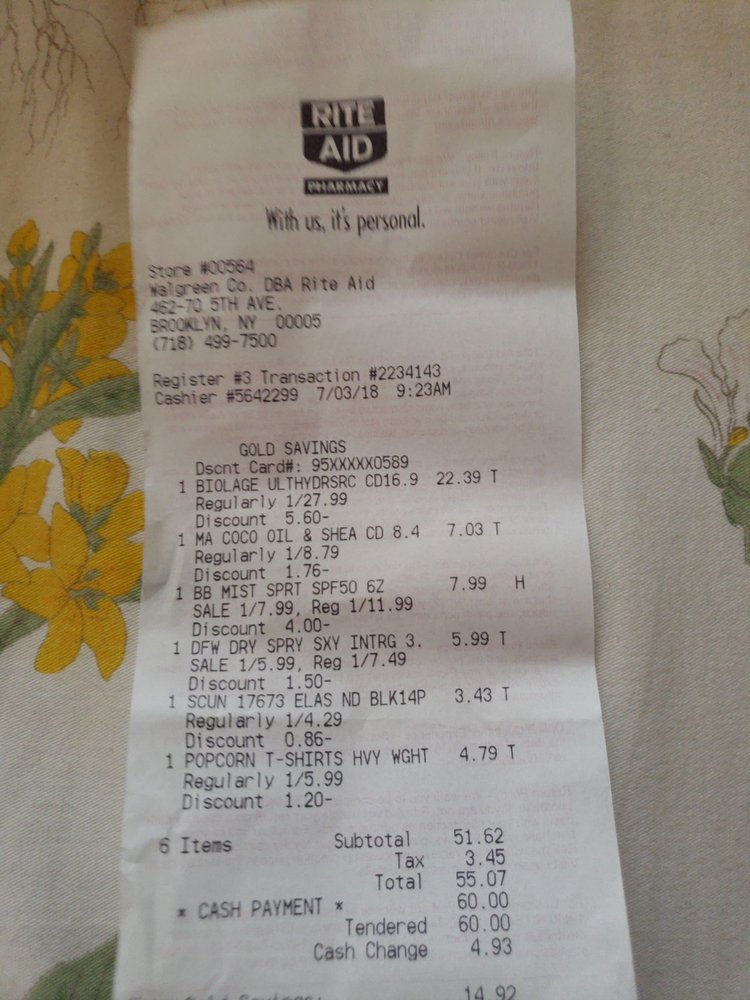 RITE
AID
PHARMACY
With us, it's personal.
Store #00564
Walgreen Co. DBA Rite Aid
462-70 5TH AVE.
BROOKLYN, NY 00005
(718) 499-7500
Register #3 Transaction #2234143
Cashier #5642299 7/03/18 9:23AM
GOLD SAVINGS
Dscnt Card#: 95XXXXX0589
1 BIOLAGE ULTHYDRSRC CD16.9 22.39 T
Regularly 1/27.99
Discount 5.60-
1 MA COCO OIL & SHEA CD 8.4 7.03 T
Regularly 1/8.79
Discount 1.76-
1 BB MIST SPRT SPF50 6Z 7.99 H
SALE 1/7.99, Reg 1/11.99
Discount 4.00-
1 DFW DRY SPRY SXY INTRG 3. 5.99 T
SALE 1/5.99, Reg 1/7.49
Discount 1.50-
1 SCUN 17673 ELAS ND BLK14P 3.43 T
Regularly 1/4.29
Discount 0.86-
1 POPCORN T-SHIRTS HVY WGHT 4.79 T
Regularly 1/5.99
Discount 1.20-
6 Items Subtotal 51.62
Tax 3.45
Total 55.07
* CASH PAYMENT * 60.00
Tendered 60.00
Cash Change 4.93
14.92